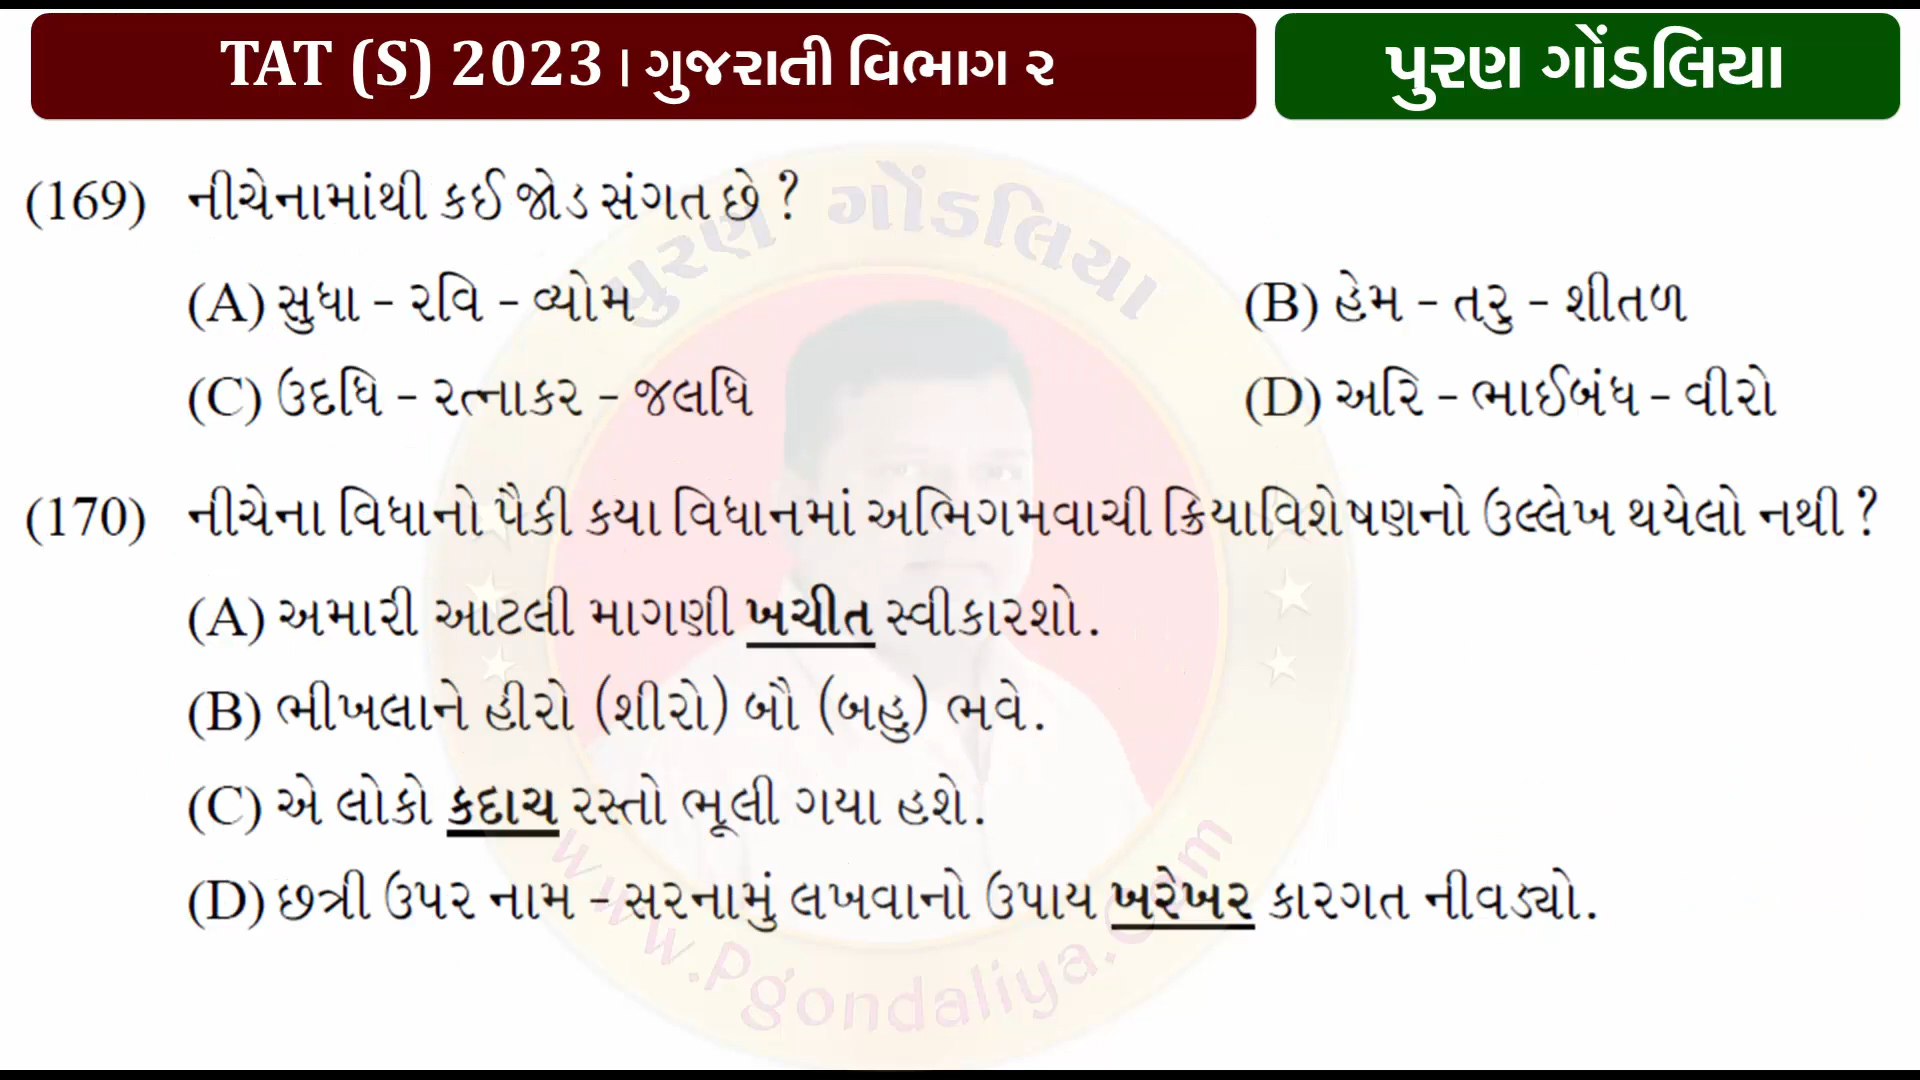 TAT (S) 2023 । ગુજરાતી વિભાગ ૨
પુરણ ગોંડલિયા
(169) નીચેનામાંથી કઈ જોડ સંગત છે ?
(A) સુધા – રવિ – વ્યોમ (B) હેમ – તરુ – શીતળ
(C) ઉદધિ – રત્નાકર – જલધિ (D) અરિ – ભાઈબંધ – વીરો
(170) નીચેના વિધાનો પૈકી કયા વિધાનમાં અભિગમવાચી ક્રિયાવિશેષણનો ઉલ્લેખ થયેલો નથી ?
(A) અમારી આટલી માગણી ખચીત સ્વીકારશો.
(B) ભીખલાને હીરો (શીરો) બૌ (બહુ) ભવે.
(C) એ લોકો કદાચ રસ્તો ભૂલી ગયા હશે.
(D) છત્રી ઉપર નામ – સરનામું લખવાનો ઉપાય ખરેખર કારગત નીવડ્યો.
પુરણ ગોંડલિયા
www.Pgondaliya.Com